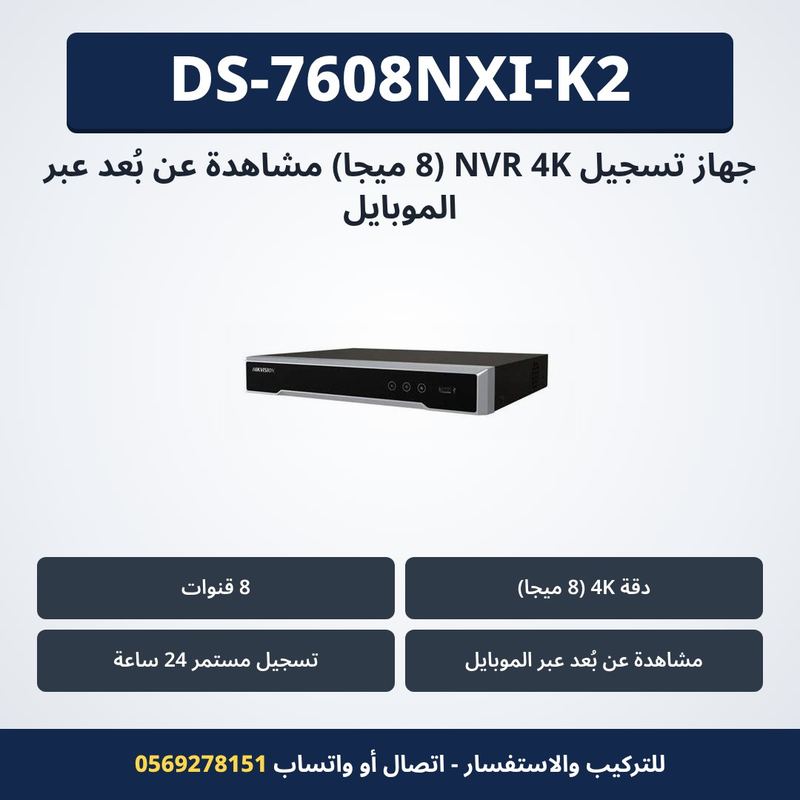 DS-7608NXI-K2
جهاز تسجيل NVR 4K (8 ميجا) مشاهدة عن بُعد عبر
الموبايل
HIKVISION
دقة 4K (8 ميجا)
8 قنوات
مشاهدة عن بُعد عبر الموبايل
تسجيل مستمر 24 ساعة
للتركيب والاستفسار - اتصال أو واتساب 0569278151